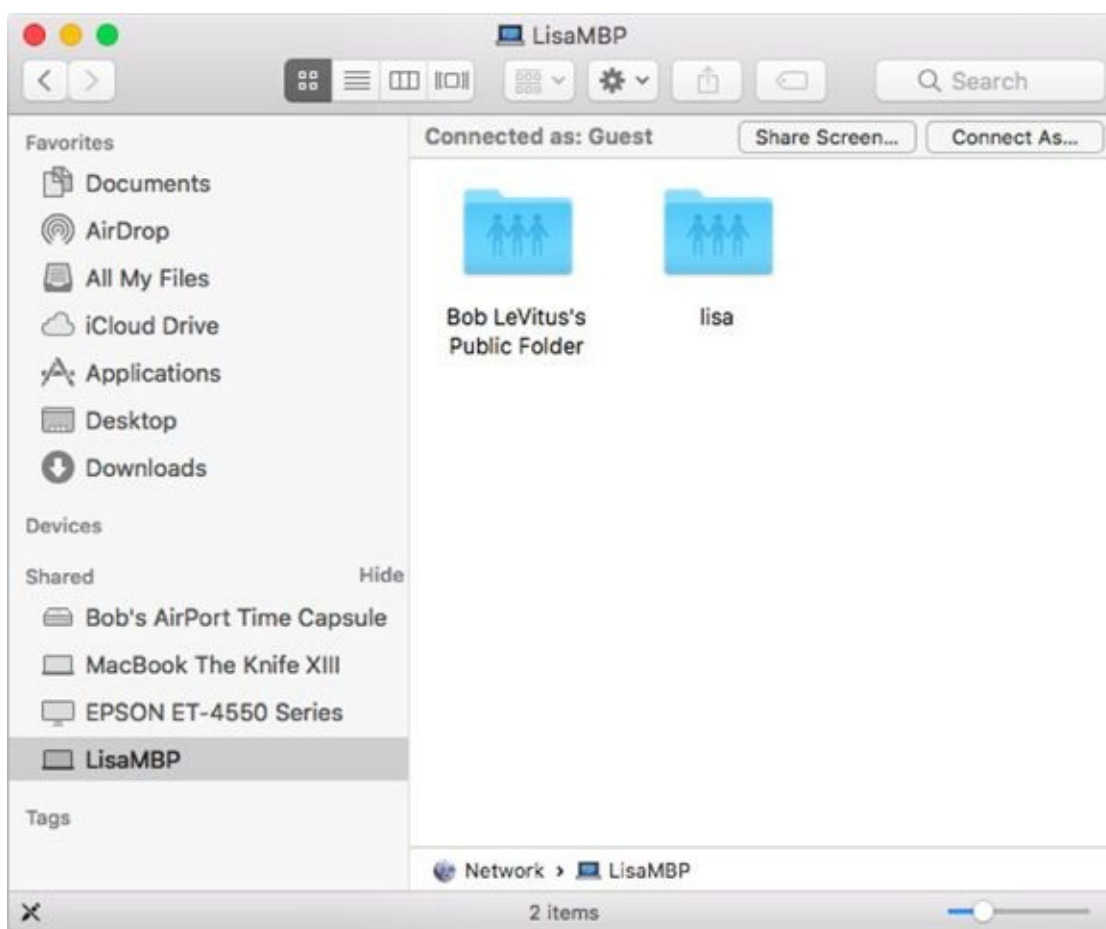 LisaMBP
Search
Favorites
Documents
AirDrop
All My Files
iCloud Drive
Applications
Desktop
Downloads
Devices
Shared Hide
Bob's AirPort Time Capsule
MacBook The Knife XIII
EPSON ET-4550 Series
LisaMBP
Tags
Connected as: Guest Share Screen... Connect As...
Bob LeVitus's
Public Folder
lisa
Network › LisaMBP
2 items